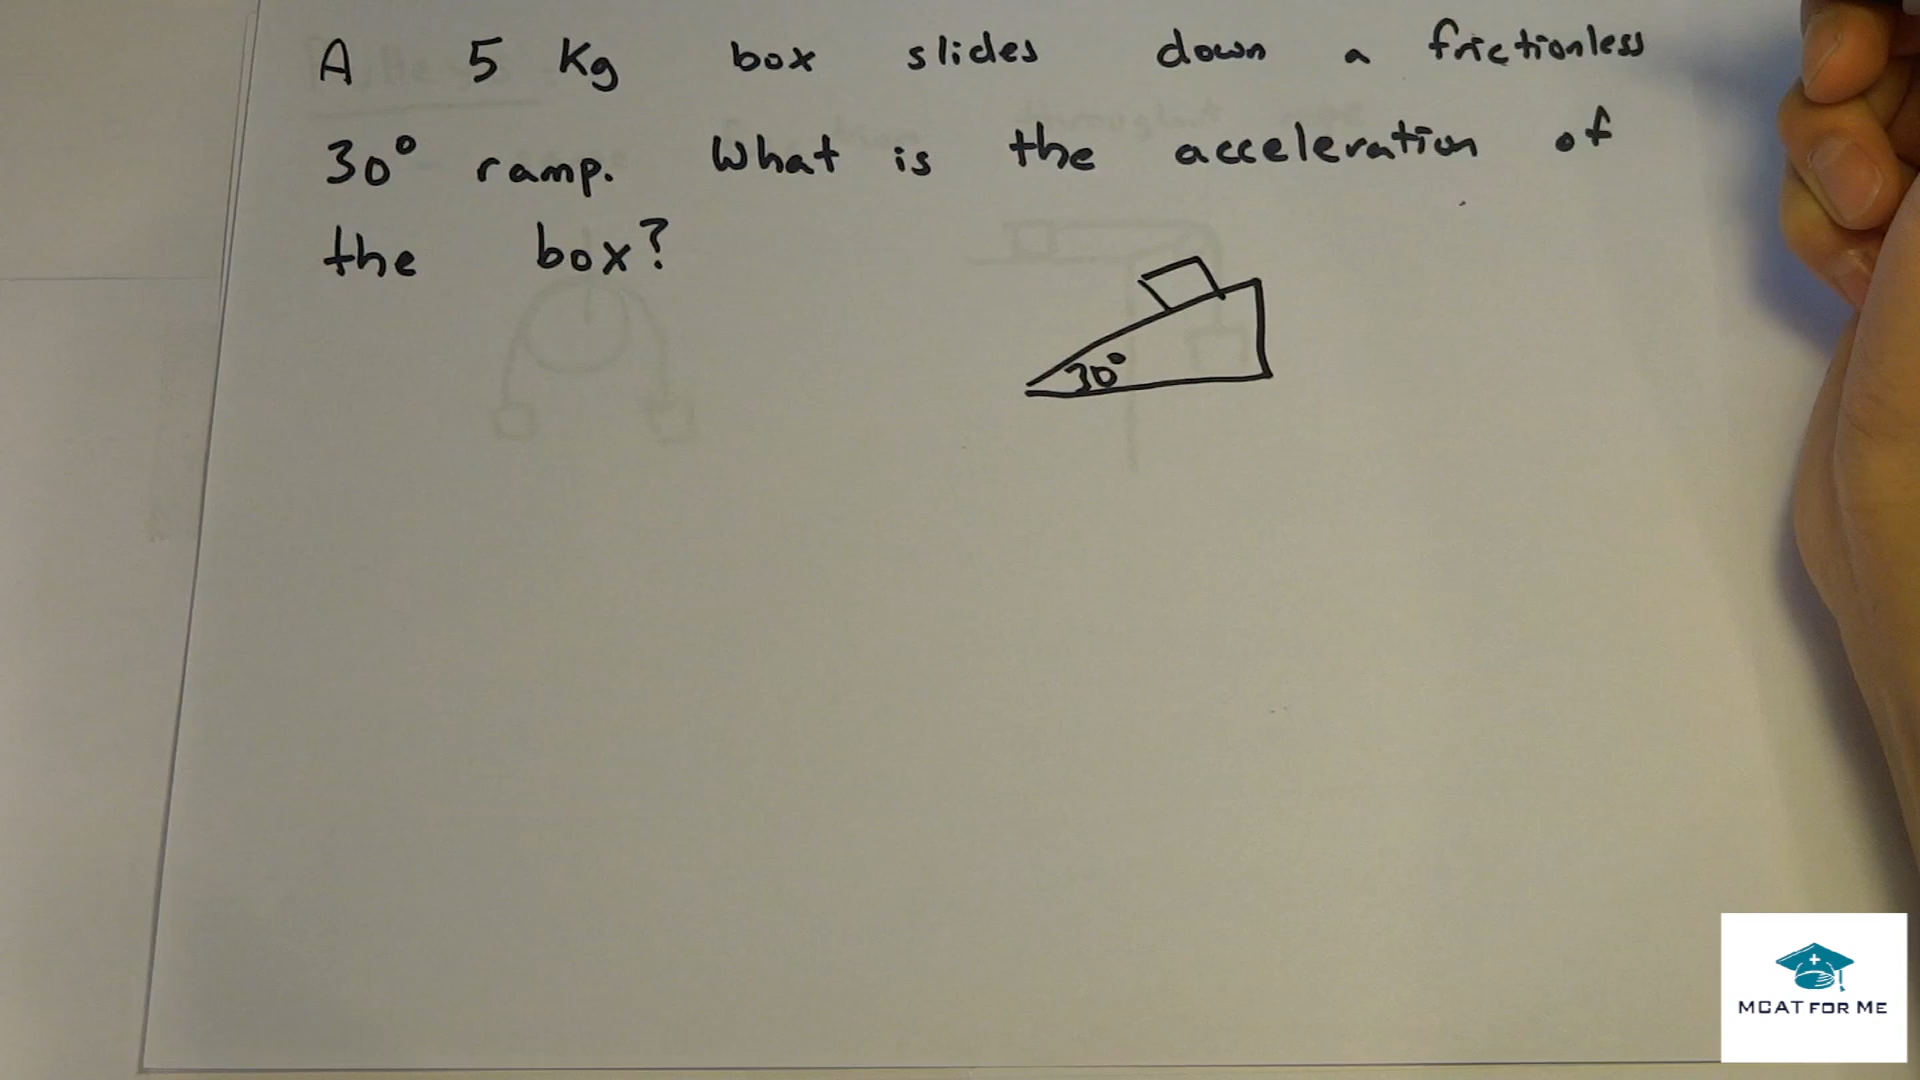 A 5 Kg box slides down a frictionless
30° ramp. What is the acceleration of
the box?
30°
MCAT FOR ME